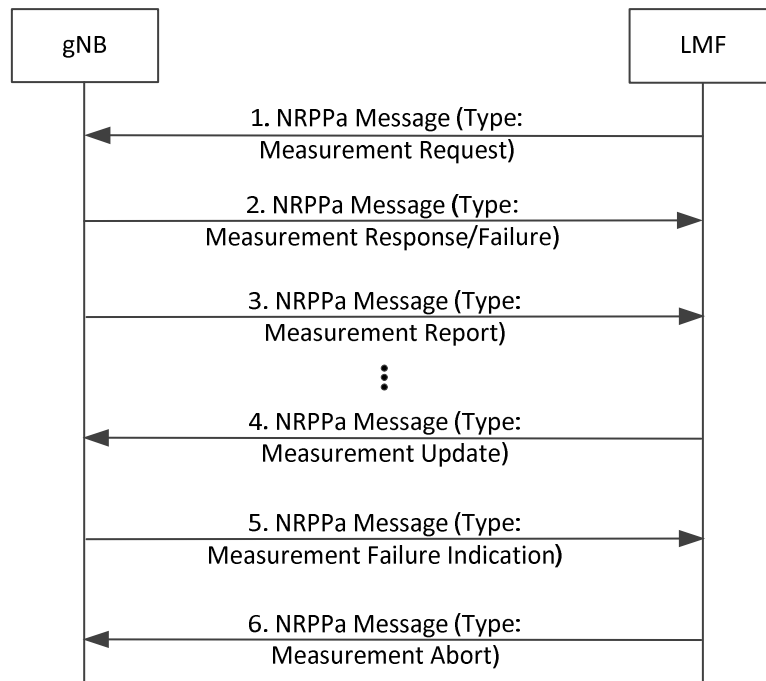 gNB
LMF
1. NRPPa Message (Type:
Measurement Request)
2. NRPPa Message (Type:
Measurement Response/Failure)
3. NRPPa Message (Type:
Measurement Report)
4. NRPPa Message (Type:
Measurement Update)
5. NRPPa Message (Type:
Measurement Failure Indication)
6. NRPPa Message (Type:
Measurement Abort)